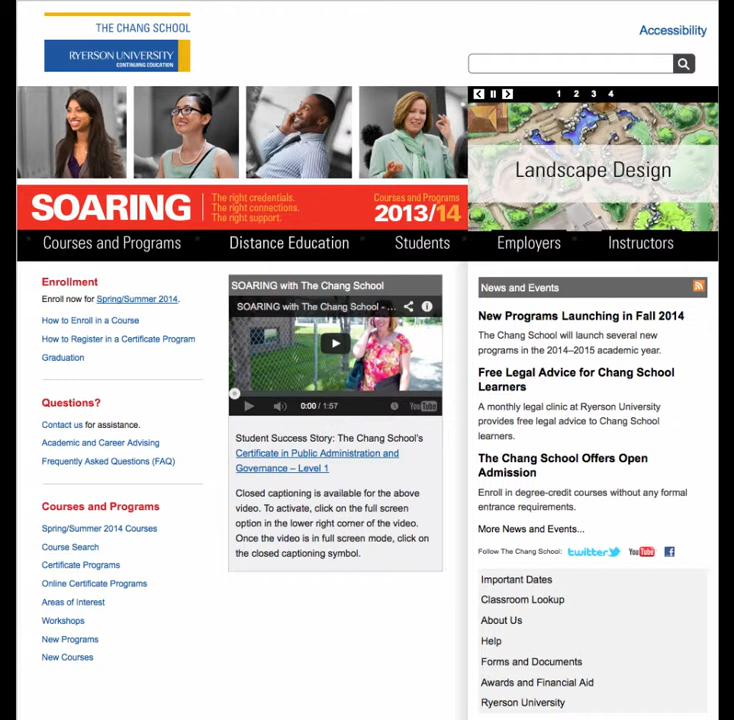 THE CHANG SCHOOL
RYERSON UNIVERSITY
CONTINUING EDUCATION
Accessibility
1 2 3 4
Landscape Design
SOARING
The right credentials.
The right connections.
The right support.
Courses and Programs
2013/14
Courses and Programs
Distance Education
Students
Employers
Instructors
Enrollment
Enroll now for Spring/Summer 2014.
How to Enroll in a Course
How to Register in a Certificate Program
Graduation
Questions?
Contact us for assistance.
Academic and Career Advising
Frequently Asked Questions (FAQ)
Courses and Programs
Spring/Summer 2014 Courses
Course Search
Certificate Programs
Online Certificate Programs
Areas of Interest
Workshops
New Programs
New Courses
SOARING with The Chang School
SOARING with The Chang School - ...
0:00 / 1:57
YouTube
Student Success Story: The Chang School's
Certificate in Public Administration and
Governance – Level 1
Closed captioning is available for the above
video. To activate, click on the full screen
option in the lower right corner of the video.
Once the video is in full screen mode, click on
the closed captioning symbol.
News and Events
New Programs Launching in Fall 2014
The Chang School will launch several new
programs in the 2014–2015 academic year.
Free Legal Advice for Chang School
Learners
A monthly legal clinic at Ryerson University
provides free legal advice to Chang School
learners.
The Chang School Offers Open
Admission
Enroll in degree-credit courses without any formal
entrance requirements.
More News and Events...
Follow The Chang School: twitter YouTube f
Important Dates
Classroom Lookup
About Us
Help
Forms and Documents
Awards and Financial Aid
Ryerson University